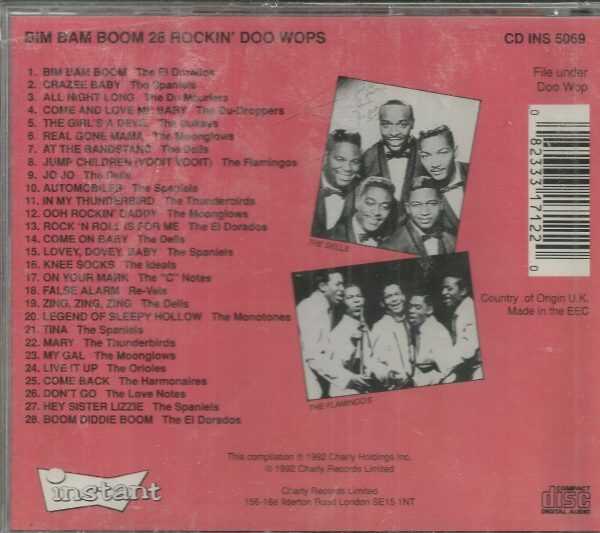 BIM BAM BOOM 28 ROCKIN' DOO WOPS
CD INS 5069
File under
Doo Wop
1. BIM BAM BOOM The El Dorados
2. CRAZEE BABY The Spaniels
3. ALL NIGHT LONG The Du-Mauriers
4. COME AND LOVE ME BABY The Du-Droppers
5. THE GIRL'S A DEVIL The Dukays
6. REAL GONE MAMA The Moonglows
7. AT THE BANDSTAND The Dells
8. JUMP CHILDREN (VOOIT VOOIT) The Flamingos
9. JO JO The Dells
10. AUTOMOBILES The Spaniels
11. IN MY THUNDERBIRD The Thunderbirds
12. OOH ROCKIN' DADDY The Moonglows
13. ROCK 'N ROLL IS FOR ME The El Dorados
14. COME ON BABY The Dells
15. LOVEY, DOVEY, BABY The Spaniels
16. KNEE SOCKS The Ideals
17. ON YOUR MARK The "C" Notes
18. FALSE ALARM Re-Vels
19. ZING, ZING, ZING The Dells
20. LEGEND OF SLEEPY HOLLOW The Monotones
21. TINA The Spaniels
22. MARY The Thunderbirds
23. MY GAL The Moonglows
24. LIVE IT UP The Orioles
25. COME BACK The Harmonaires
26. DON'T GO The Love Notes
27. HEY SISTER LIZZIE The Spaniels
28. BOOM DIDDIE BOOM The El Dorados
THE DELLS
THE FLAMINGOS
0 82333 17122 0
Country of Origin U.K.
Made in the EEC
This compilation ℗ 1992 Charly Holdings Inc.
© 1992 Charly Records Limited
Charly Records Limited
156-166 Ilderton Road London SE15 1NT
instant
COMPACT
disc
DIGITAL AUDIO